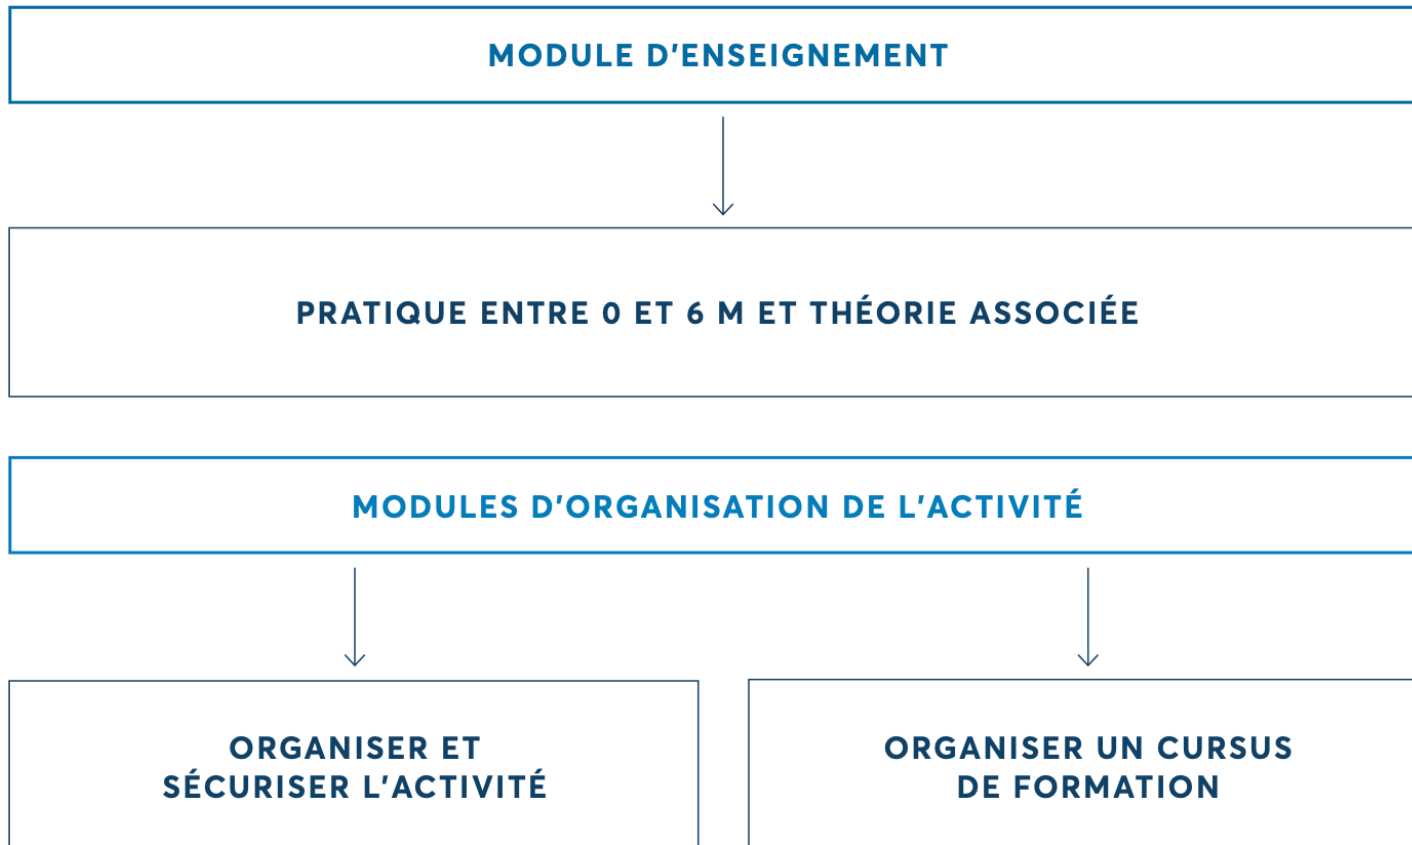 MODULE D'ENSEIGNEMENT
PRATIQUE ENTRE 0 ET 6 M ET THÉORIE ASSOCIÉE
MODULES D'ORGANISATION DE L'ACTIVITÉ
ORGANISER ET
SÉCURISER L'ACTIVITÉ
ORGANISER UN CURSUS
DE FORMATION